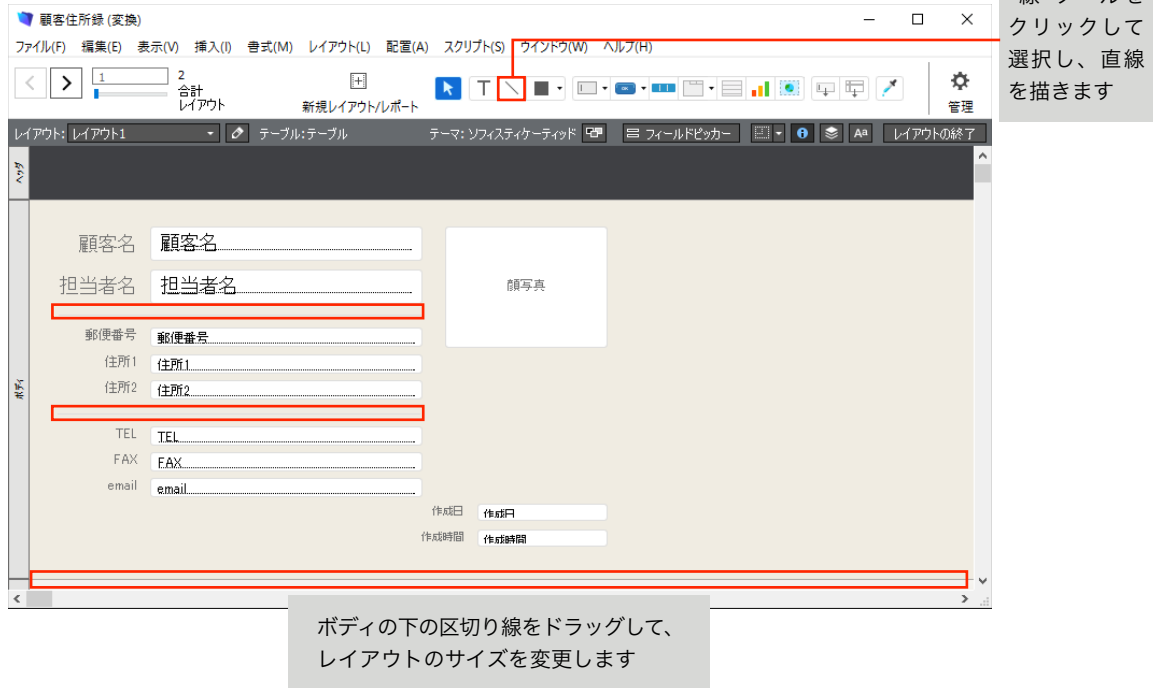 顧客住所録 (変換)
ファイル(F) 編集(E) 表示(V) 挿入(I) 書式(M) レイアウト(L) 配置(A) スクリプト(S) ウインドウ(W) ヘルプ(H)
クリックして
選択し、直線
を描きます
1
2
合計
レイアウト
新規レイアウト/レポート
管理
レイアウト: レイアウト1 テーブル:テーブル テーマ: ソフィスティケーティッド フィールドピッカー Aa レイアウトの終了
ヘッダ
顧客名 顧客名
担当者名 担当者名
顔写真
郵便番号 郵便番号
住所1 住所1
住所2 住所2
ボディ
TEL TEL
FAX FAX
email email
作成日 作成日
作成時間 作成時間
ボディの下の区切り線をドラッグして、
レイアウトのサイズを変更します